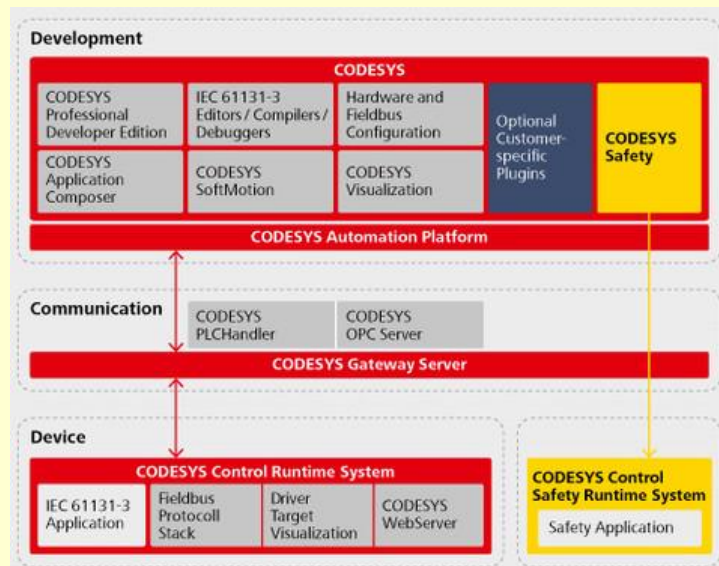 Development
CODESYS
CODESYS
Professional
Developer Edition
IEC 61131-3
Editors / Compilers /
Debuggers
Hardware and
Fieldbus
Configuration
Optional
Customer-
specific
Plugins
CODESYS
Safety
CODESYS
Application
Composer
CODESYS
SoftMotion
CODESYS
Visualization
CODESYS Automation Platform
Communication
CODESYS
PLCHandler
CODESYS
OPC Server
CODESYS Gateway Server
Device
CODESYS Control Runtime System
IEC 61131-3
Application
Fieldbus
Protocoll
Stack
Driver
Target
Visualization
CODESYS
WebServer
CODESYS Control
Safety Runtime System
Safety Application